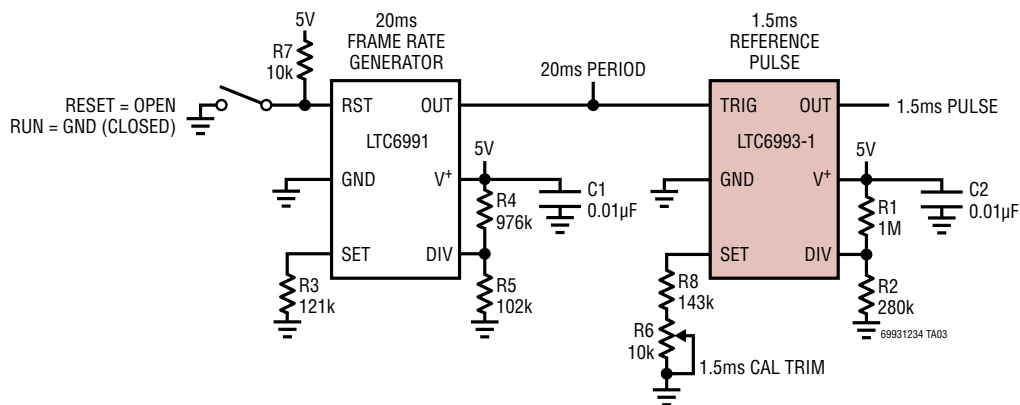 5V
20ms
FRAME RATE
GENERATOR
1.5ms
REFERENCE
PULSE
R7
10k
20ms PERIOD
RESET = OPEN
RUN = GND (CLOSED)
RST
OUT
LTC6991
GND
V+
SET
DIV
5V
C1
0.01µF
R4
976k
R3
121k
R5
102k
TRIG
OUT
1.5ms PULSE
LTC6993-1
GND
V+
SET
DIV
5V
C2
0.01µF
R1
1M
R8
143k
R2
280k
R6
10k
1.5ms CAL TRIM
69931234 TA03